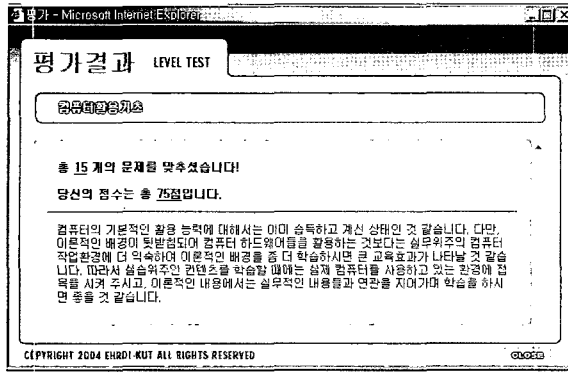 평가 - Microsoft Internet Explorer
평가결과 LEVEL TEST
컴퓨터활용기초
총 15 개의 문제를 맞추셨습니다!
당신의 점수는 총 75점입니다.
컴퓨터의 기본적인 활용 능력에 대해서는 이미 습득하고 계신 상태인 것 같습니다. 다만,
이론적인 배경이 뒷받침되어 컴퓨터 하드웨어들을 활용하는 것보다는 실무위주의 컴퓨터
작업환경에 더 익숙하여 이론적인 배경을 좀 더 학습하시면 큰 교육효과가 나타날 것 같습
니다. 따라서 실습위주인 컨텐츠를 학습할 때에는 실제 컴퓨터를 사용하고 있는 환경에 접
목을 시켜 주시고, 이론적인 내용에서는 실무적인 내용들과 연관을 지어가며 학습을 하시
면 좋을 것 같습니다.
COPYRIGHT 2004 EHRDI-KUT ALL RIGHTS RESERVED
CLOSE